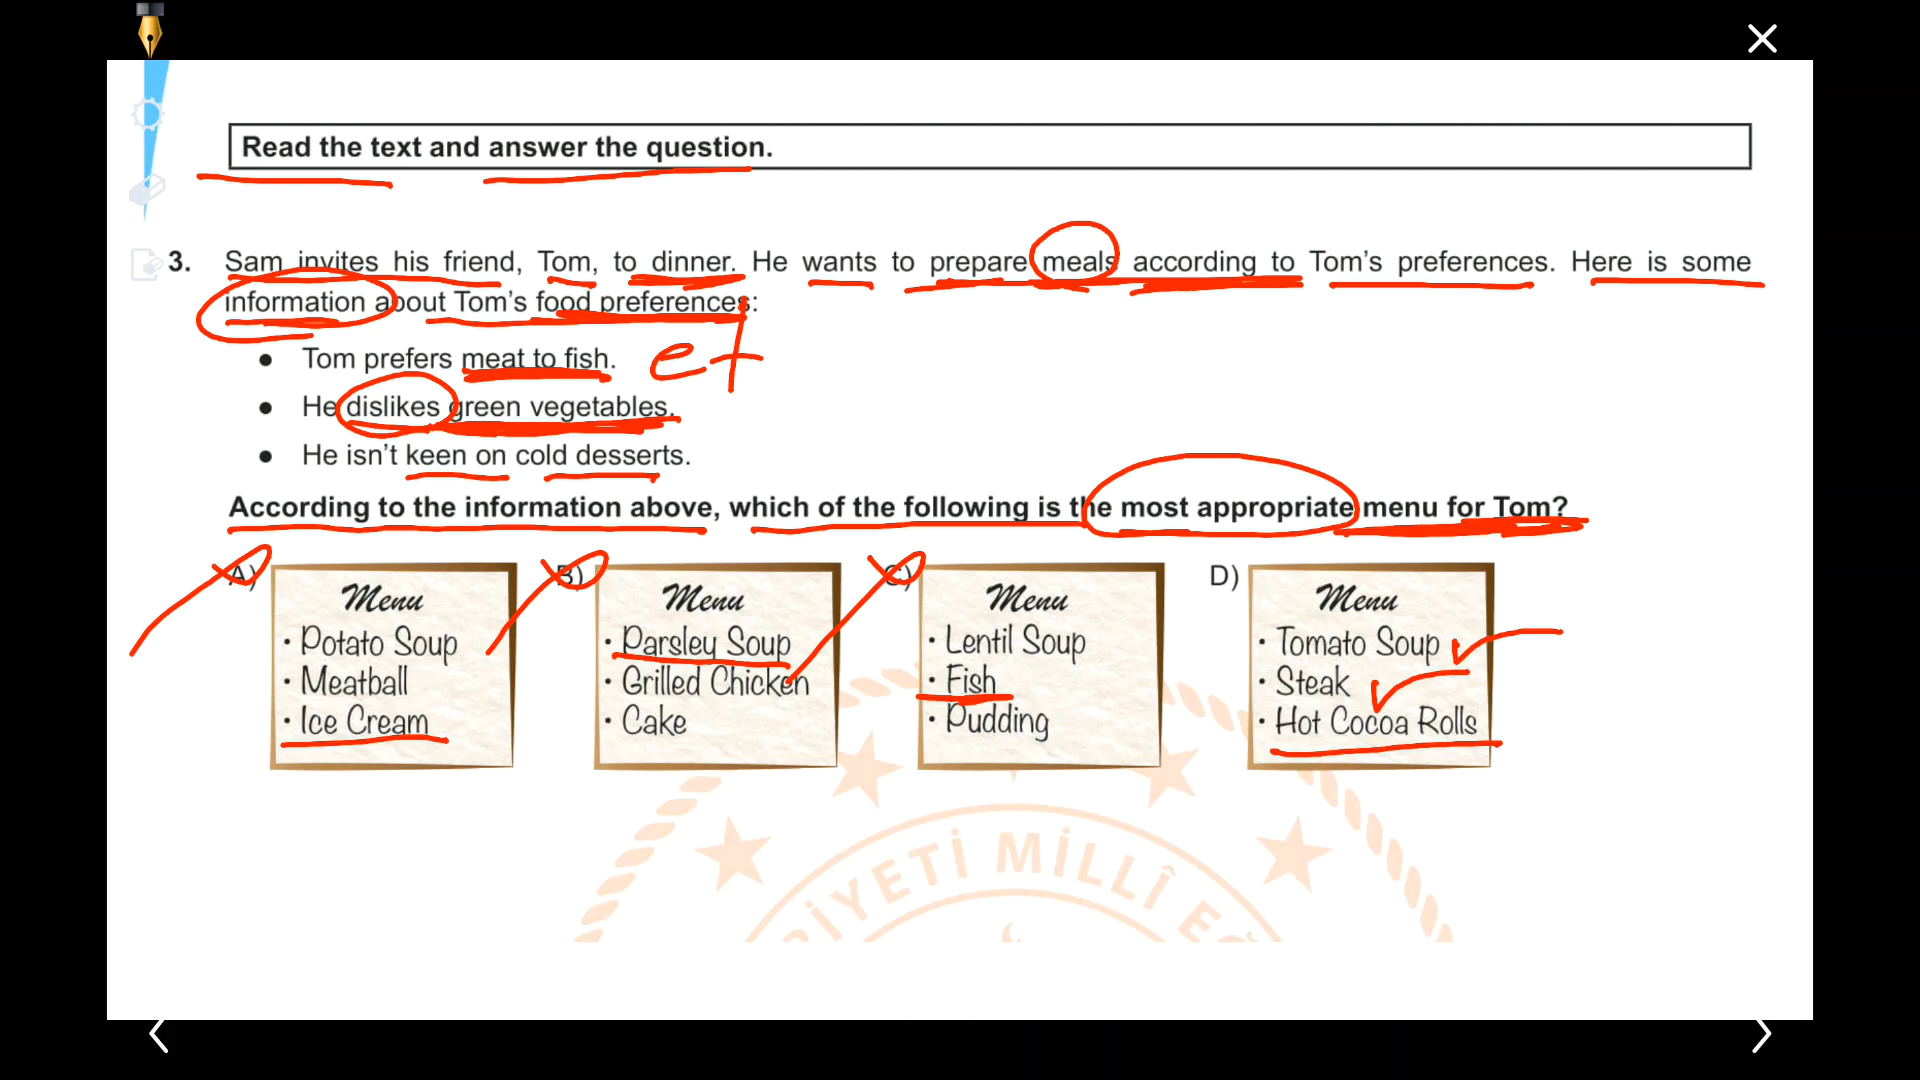 Read the text and answer the question.
3. Sam invites his friend, Tom, to dinner. He wants to prepare meals according to Tom's preferences. Here is some
information about Tom's food preferences:
● Tom prefers meat to fish. et
● He dislikes green vegetables.
● He isn't keen on cold desserts.
According to the information above, which of the following is the most appropriate menu for Tom?
A)
Menu
• Potato Soup
• Meatball
• Ice Cream
B)
Menu
• Parsley Soup
• Grilled Chicken
• Cake
C)
Menu
• Lentil Soup
• Fish
• Pudding
D)
Menu
• Tomato Soup
• Steak
• Hot Cocoa Rolls
RİYETİ MİLLÎ E